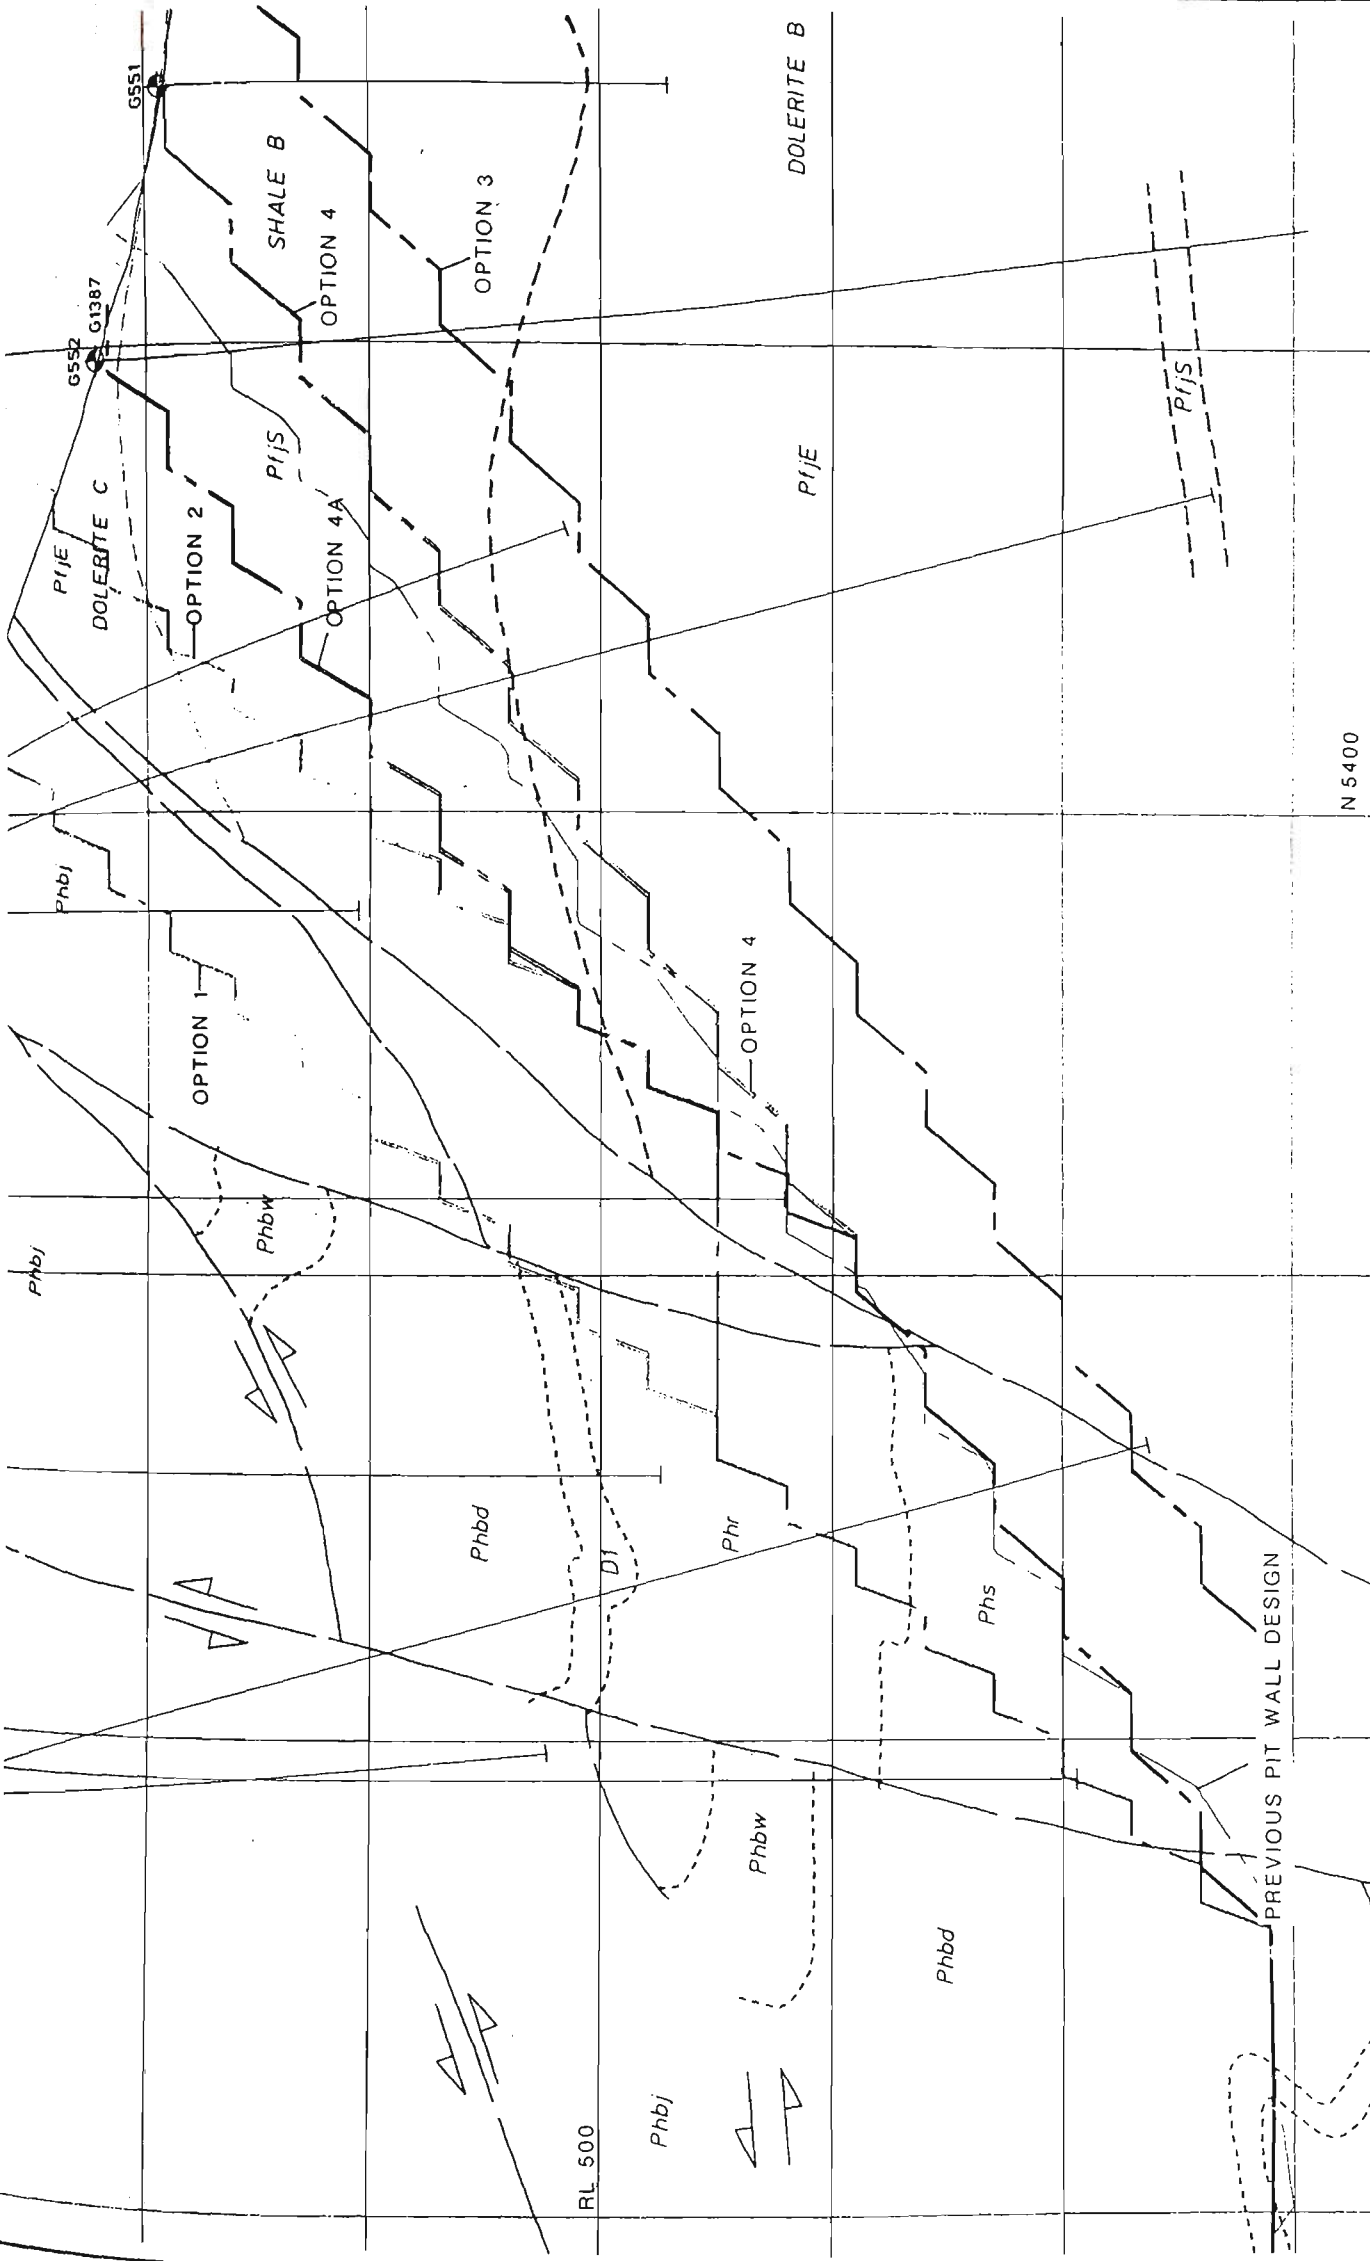 G551
G552
G1387
SHALE B
OPTION 4
OPTION 3
DOLERITE B
PfjE
DOLERITE C
OPTION 2
PfjS
OPTION 4A
PfjE
PfjS
N 5400
Phbj
OPTION 1
OPTION 4
Phbj
Phbw
Phbd
D1
Phr
Phs
PREVIOUS PIT WALL DESIGN
Phbw
Phbd
RL 500
Phbj